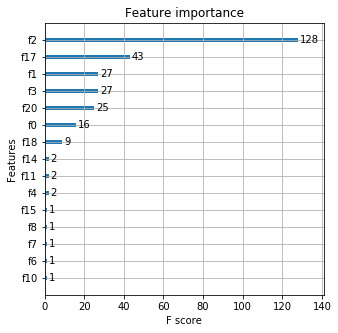 Feature importance
f2 128
f17 43
f1 27
f3 27
f20 25
f0 16
f18 9
f14 2
f11 2
f4 2
f15 1
f8 1
f7 1
f6 1
f10 1
Features
0 20 40 60 80 100 120 140
F score